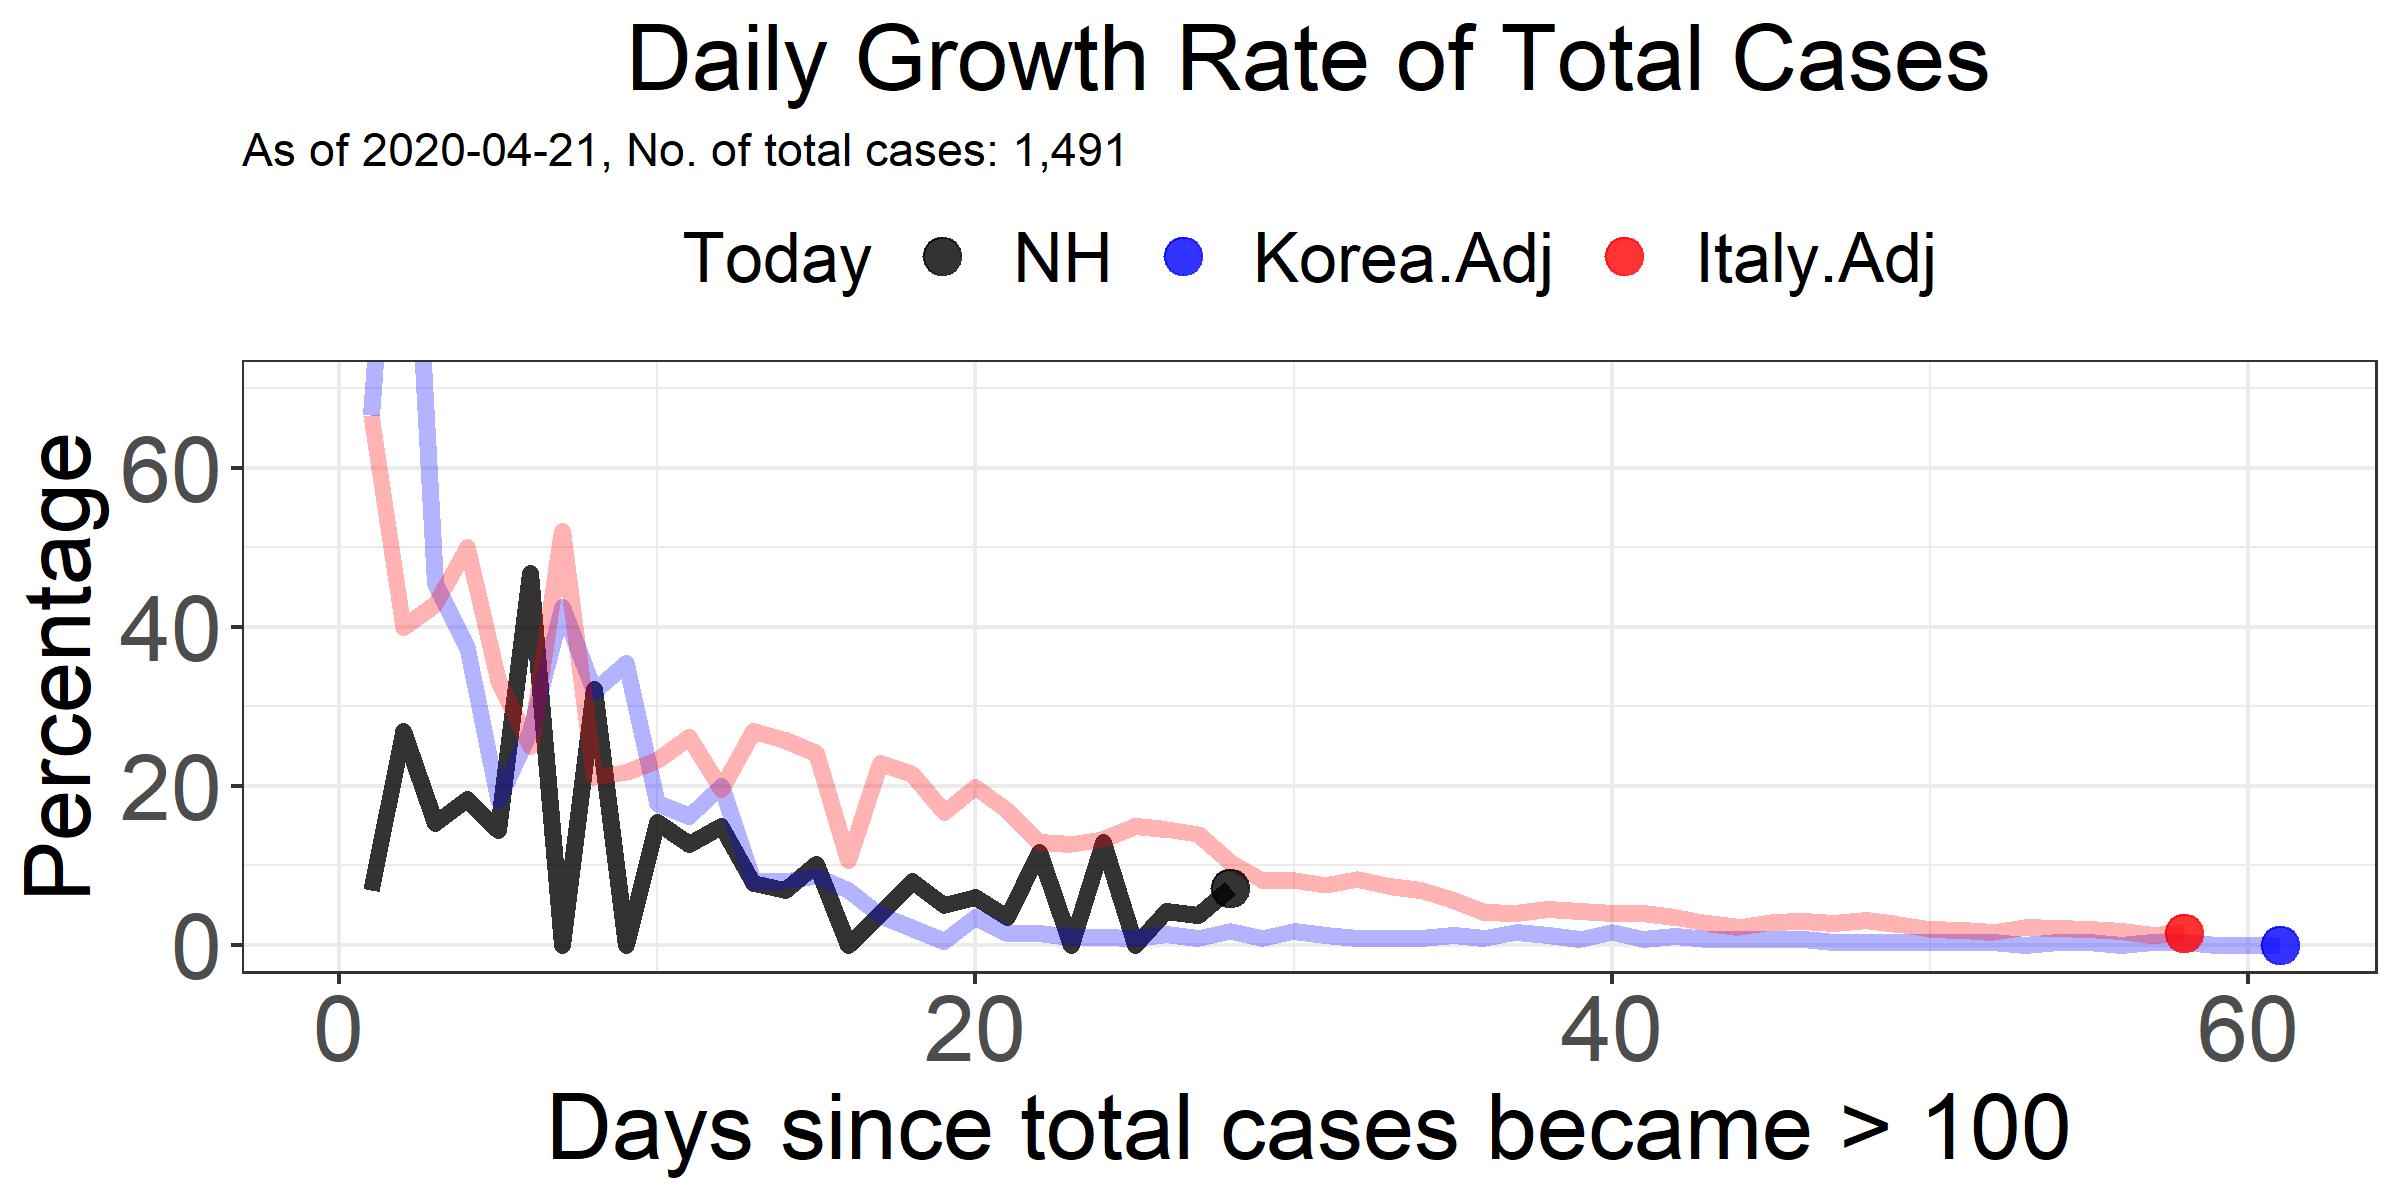 Daily Growth Rate of Total Cases
As of 2020-04-21, No. of total cases: 1,491
Today NH Korea.Adj Italy.Adj
Percentage
60
40
20
0
0 20 40 60
Days since total cases became > 100